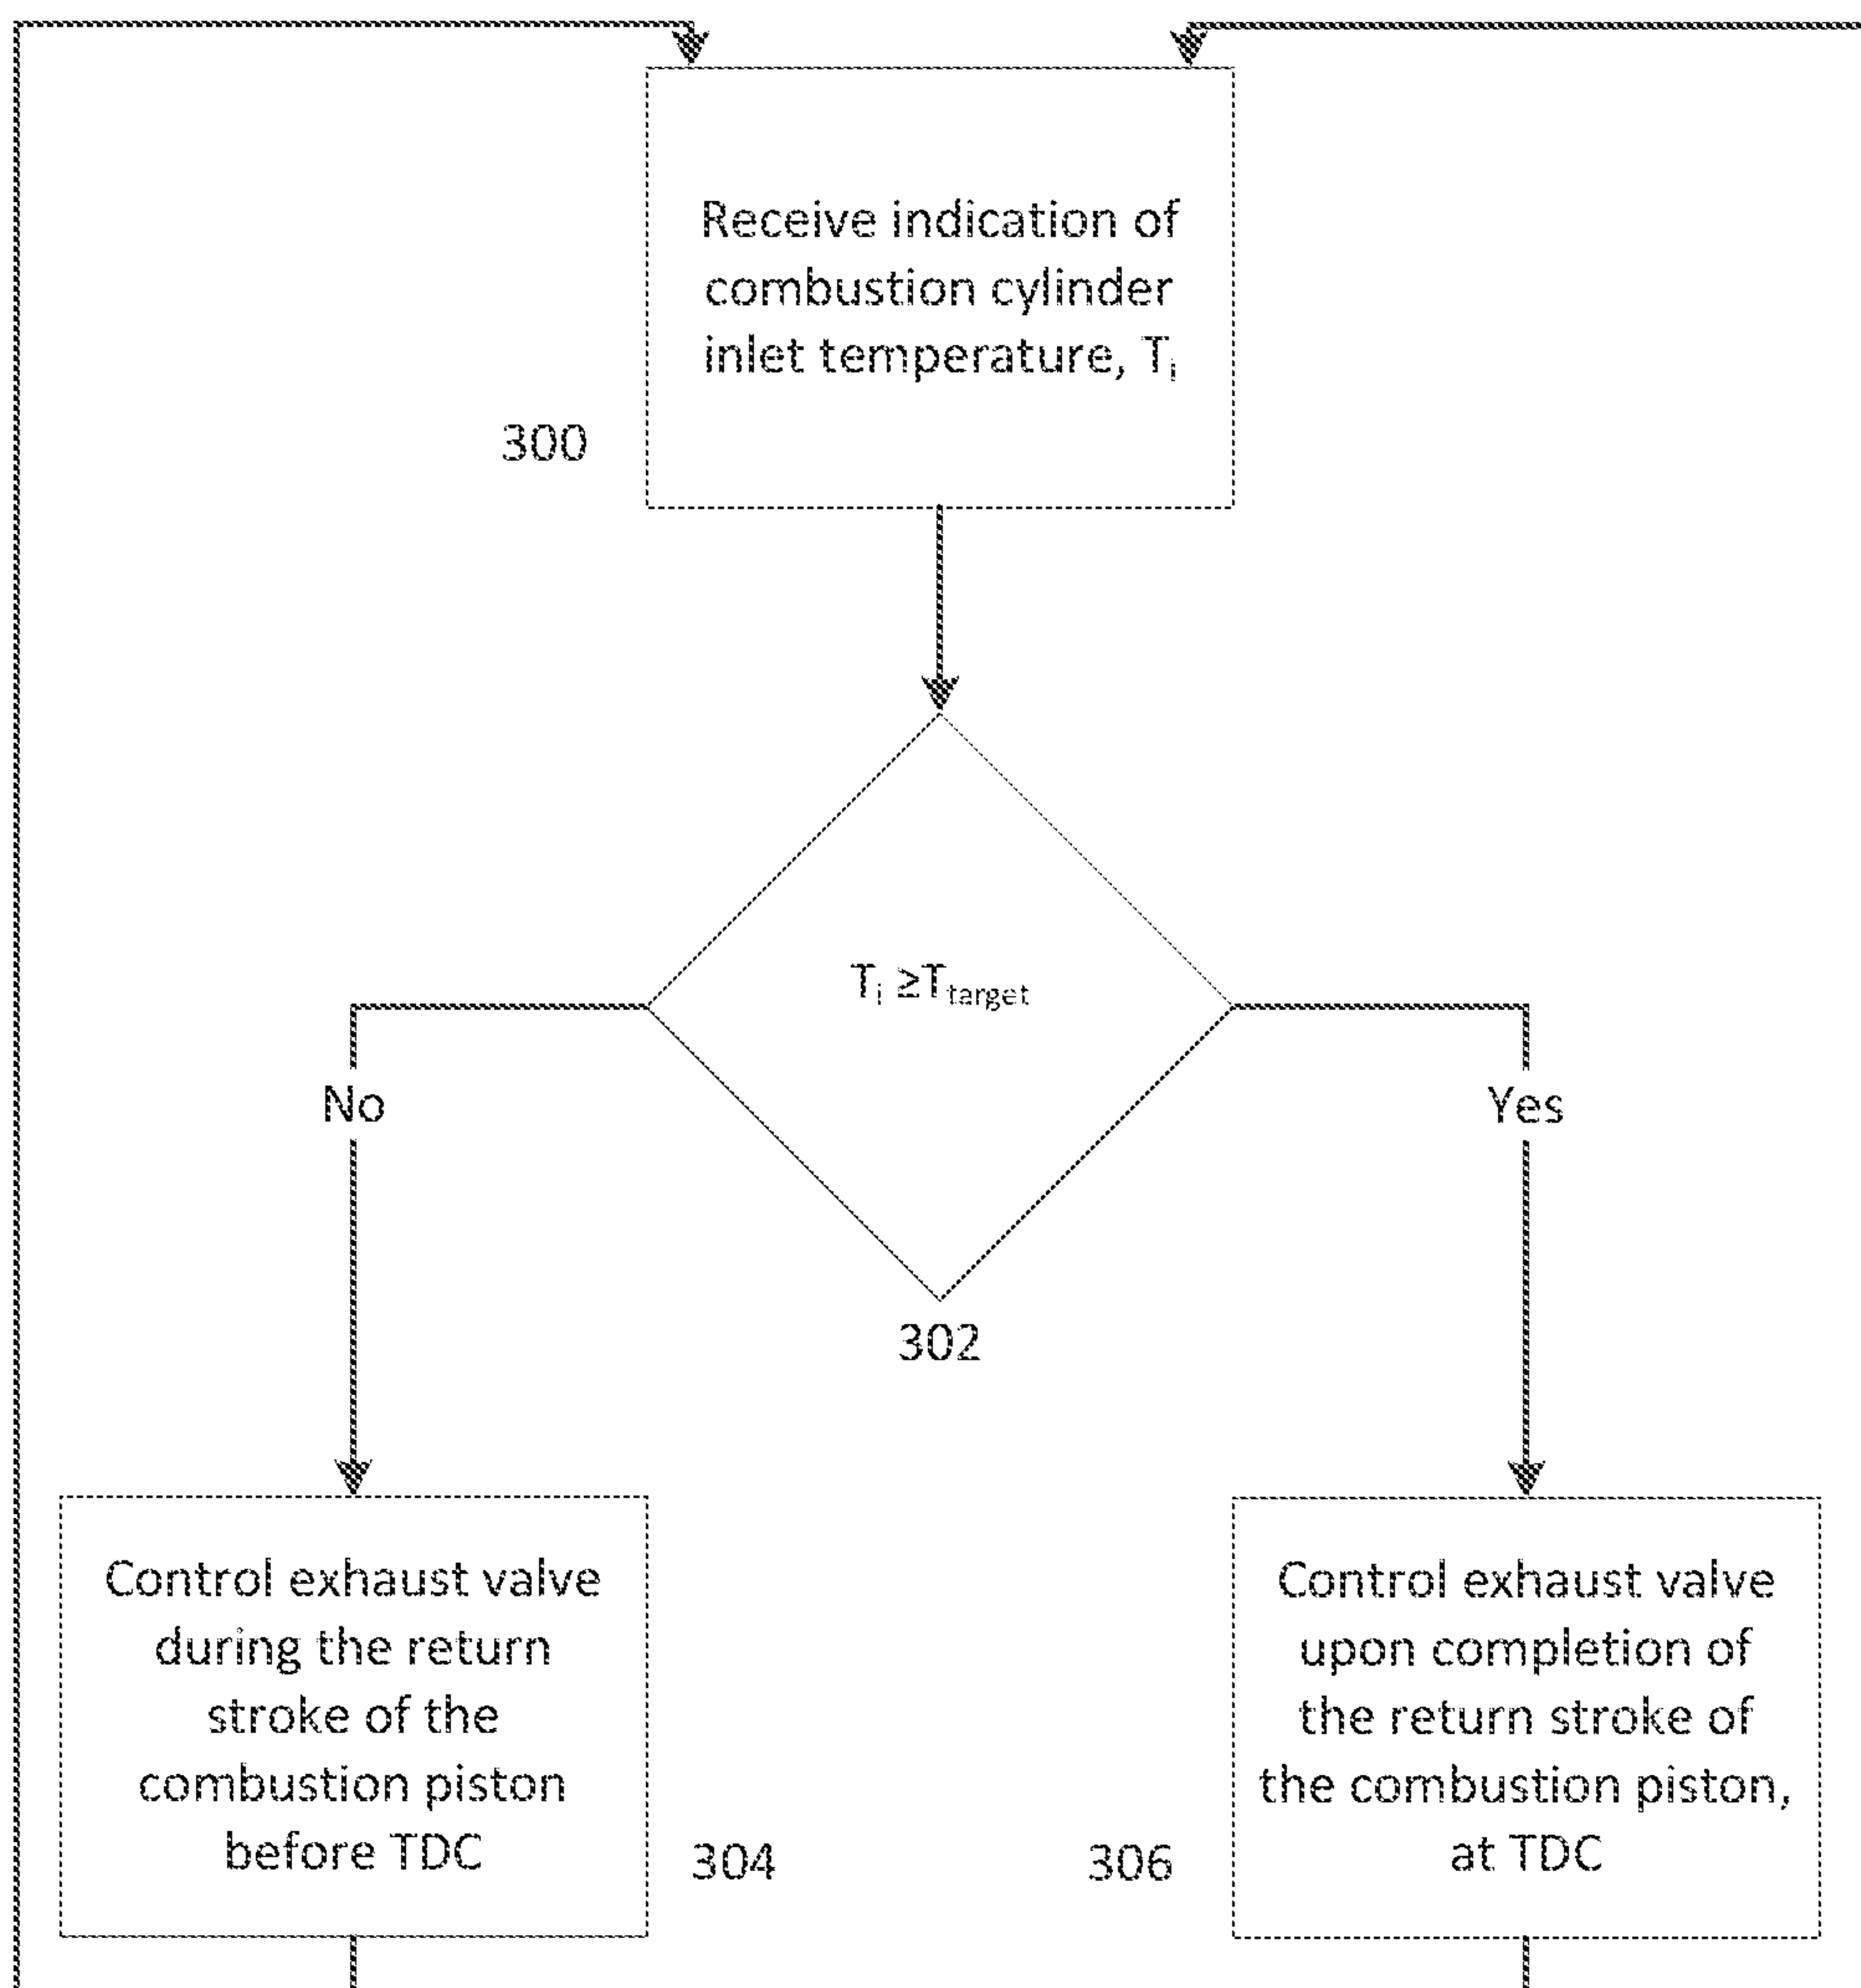 Receive indication of
combustion cylinder
inlet temperature, Tᵢ
300
Tᵢ ≥T_target
No
Yes
302
Control exhaust valve
during the return
stroke of the
combustion piston
before TDC
304
306
Control exhaust valve
upon completion of
the return stroke of
the combustion piston,
at TDC